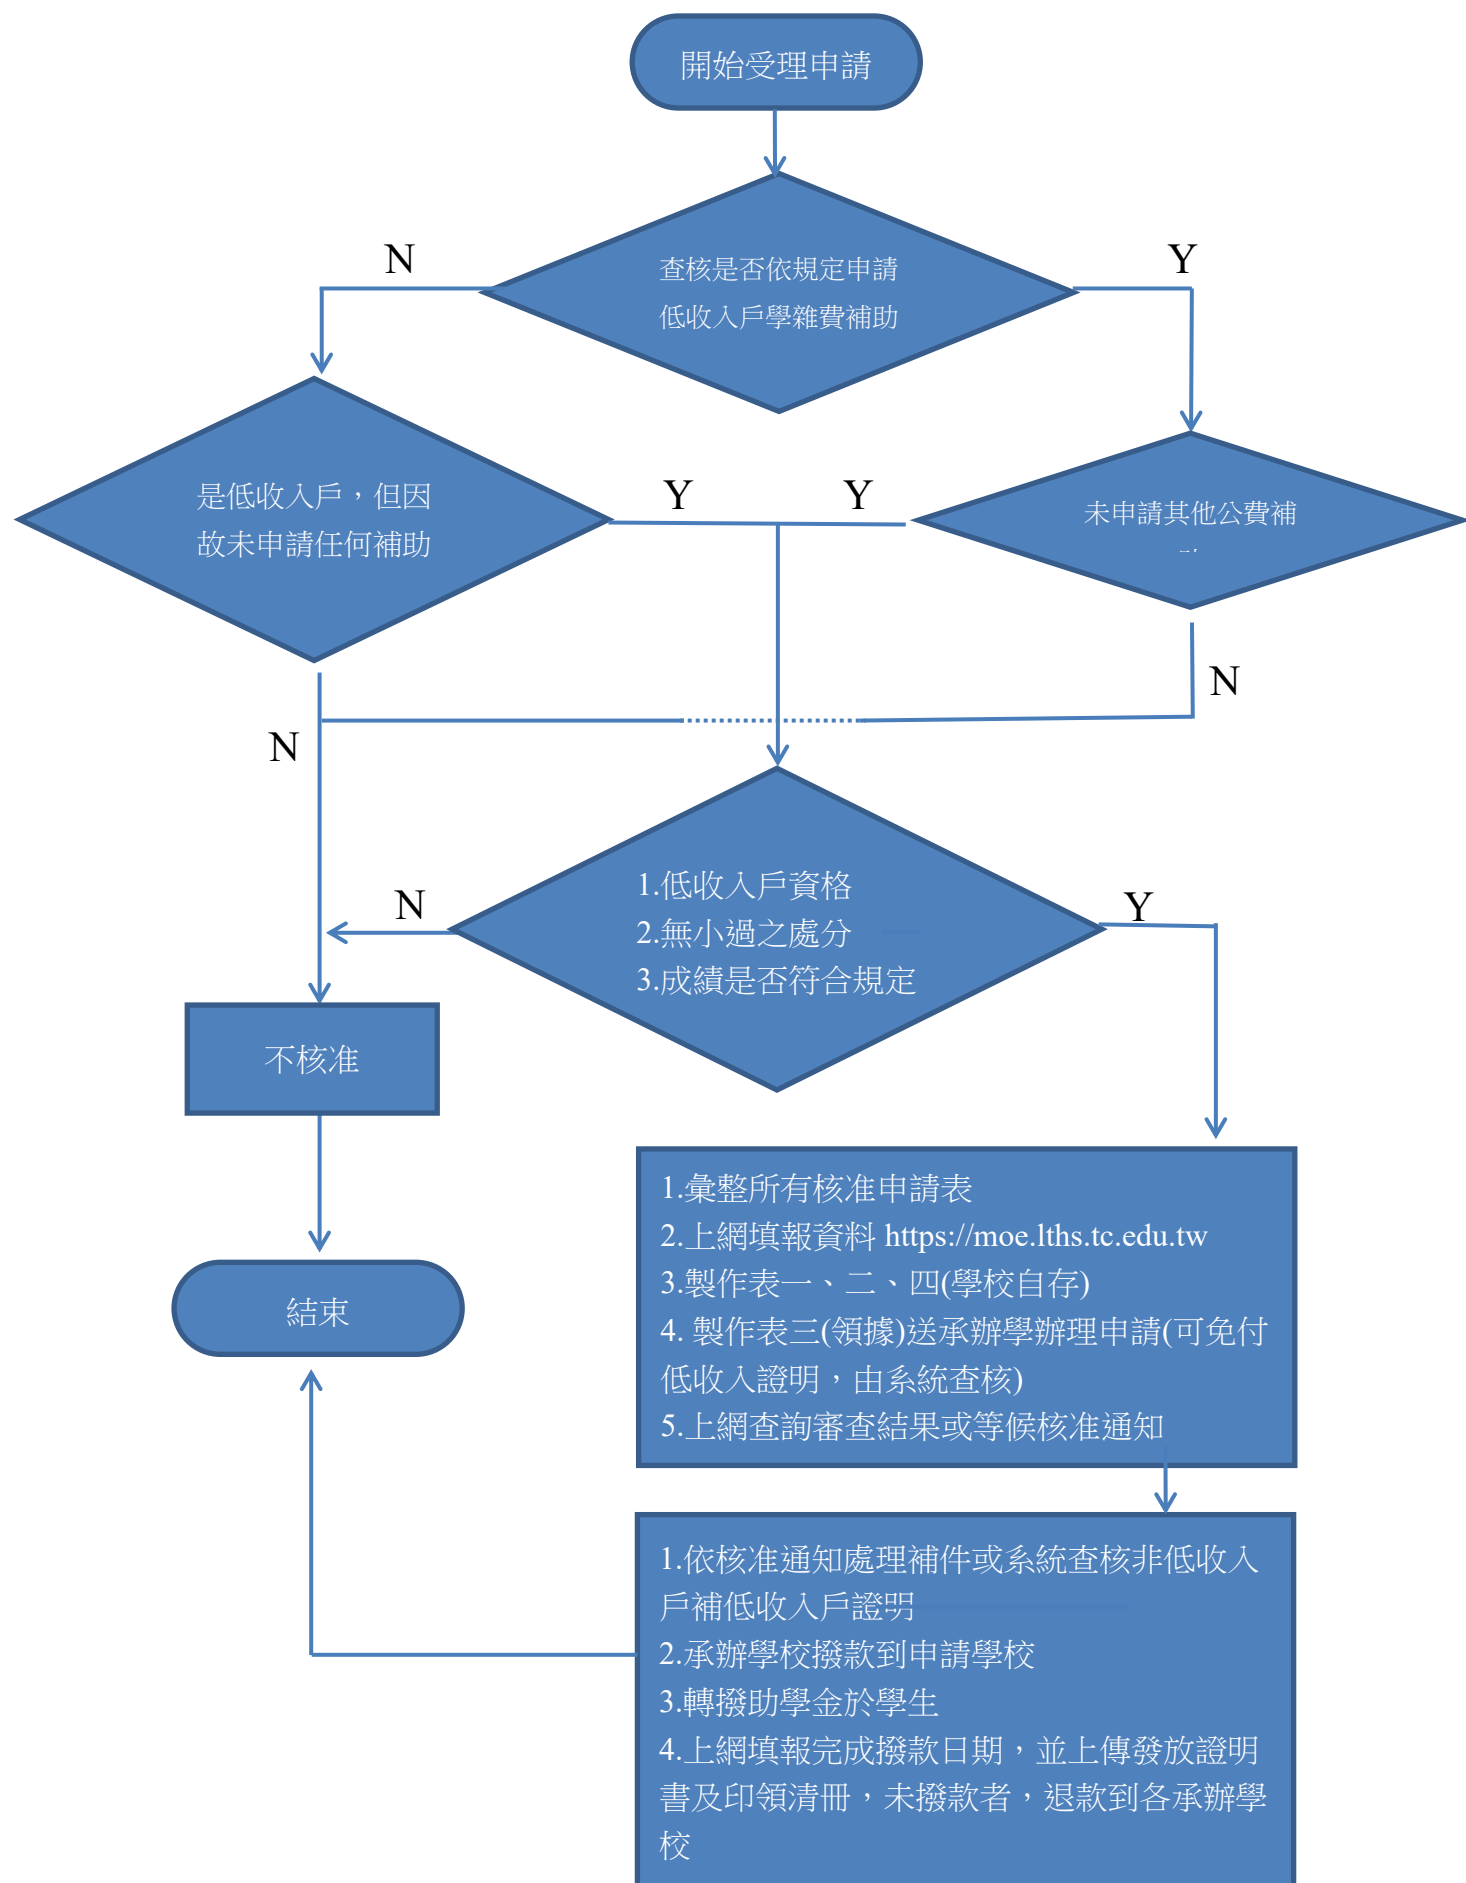 開始受理申請
N
Y
查核是否依規定申請
低收入戶學雜費補助
是低收入戶，但因
故未申請任何補助
Y
Y
未申請其他公費補
N
N
1.低收入戶資格
2.無小過之處分
3.成績是否符合規定
N
Y
不核准
結束
1.彙整所有核准申請表
2.上網填報資料 https://moe.lths.tc.edu.tw
3.製作表一、二、四(學校自存)
4. 製作表三(領據)送承辦學辦理申請(可免付
低收入證明，由系統查核)
5.上網查詢審查結果或等候核准通知
1.依核准通知處理補件或系統查核非低收入
戶補低收入戶證明
2.承辦學校撥款到申請學校
3.轉撥助學金於學生
4.上網填報完成撥款日期，並上傳發放證明
書及印領清冊，未撥款者，退款到各承辦學
校